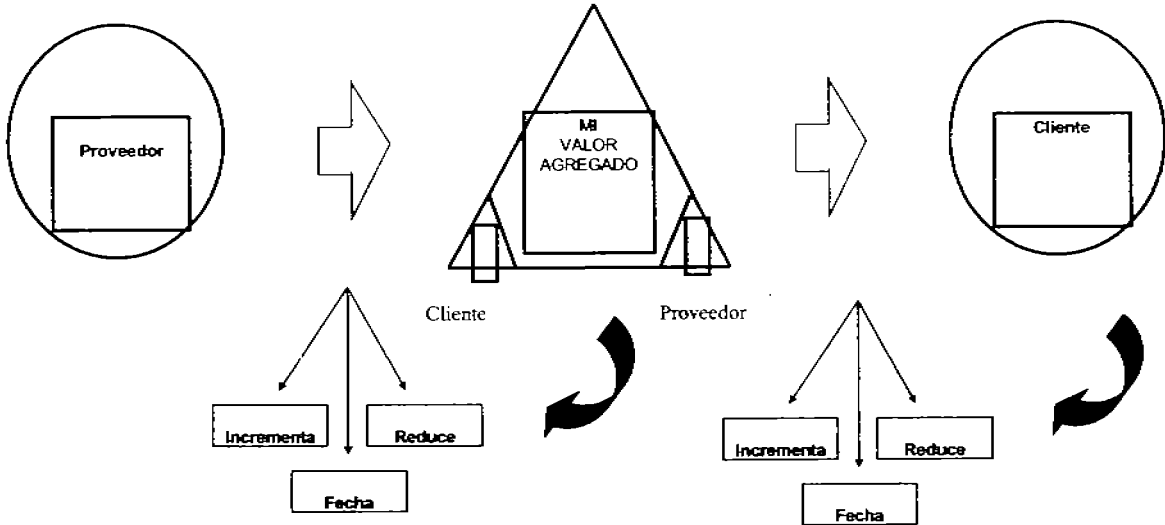 Proveedor
MI
VALOR
AGREGADO
Cliente
Cliente
Proveedor
Incrementa
Reduce
Fecha
Incrementa
Reduce
Fecha